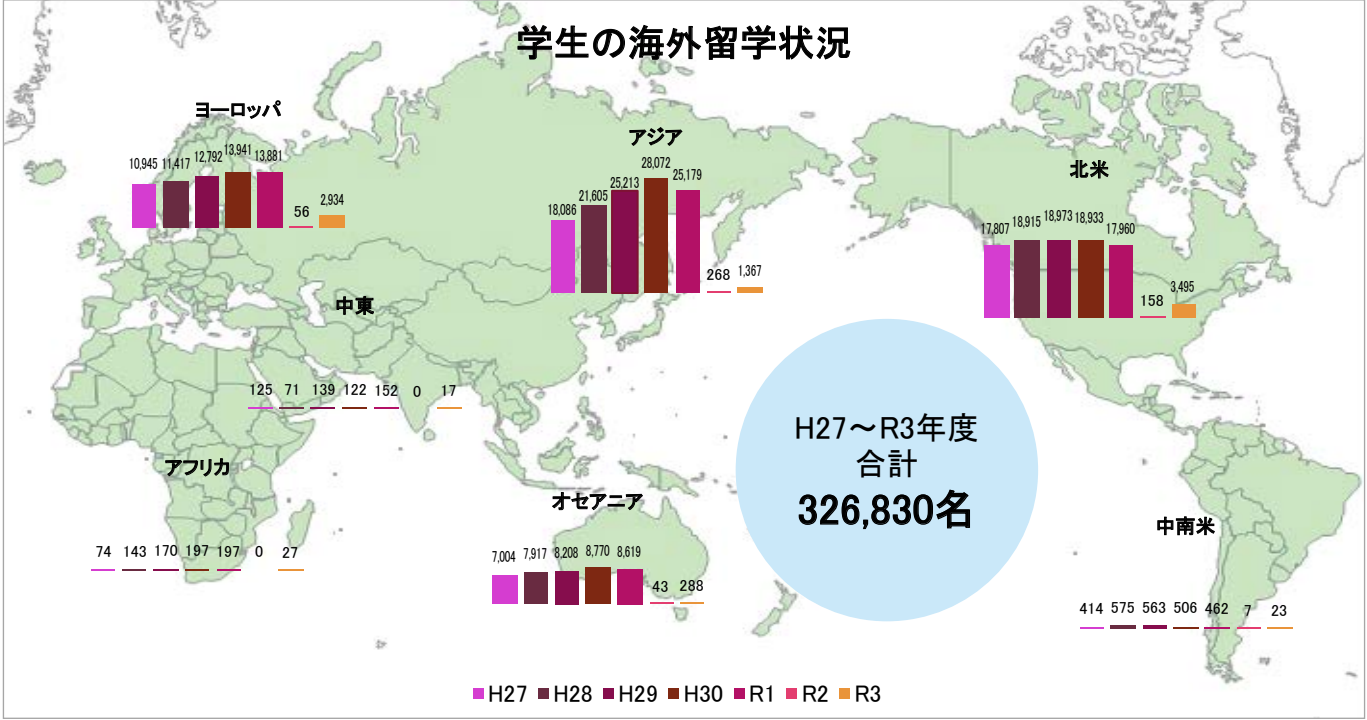 学生の海外留学状況
ヨーロッパ
10,945 11,417 12,792 13,941 13,881 56 2,934
アジア
18,086 21,605 25,213 28,072 25,179 268 1,367
北米
17,807 18,915 18,973 18,933 17,960 158 3,495
中東
125 71 139 122 152 0 17
アフリカ
74 143 170 197 197 0 27
オセアニア
7,004 7,917 8,208 8,770 8,619 43 288
H27～R3年度
合計
326,830名
中南米
414 575 563 506 462 7 23
H27 H28 H29 H30 R1 R2 R3